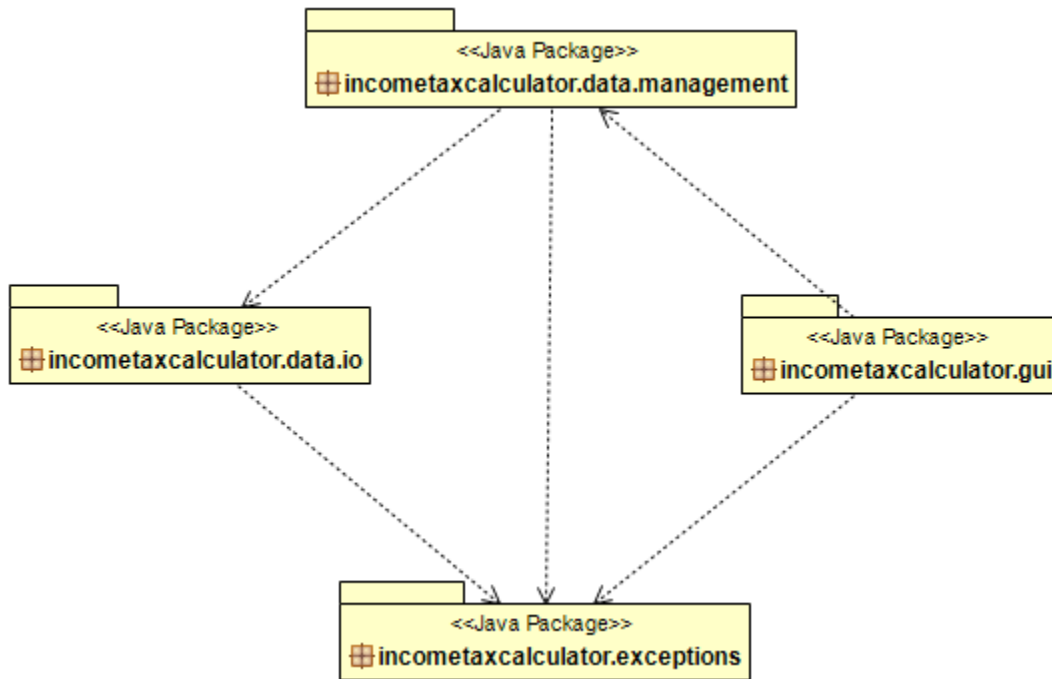 <<Java Package>>
incometaxcalculator.data.management
<<Java Package>>
incometaxcalculator.data.io
<<Java Package>>
incometaxcalculator.gui
<<Java Package>>
incometaxcalculator.exceptions